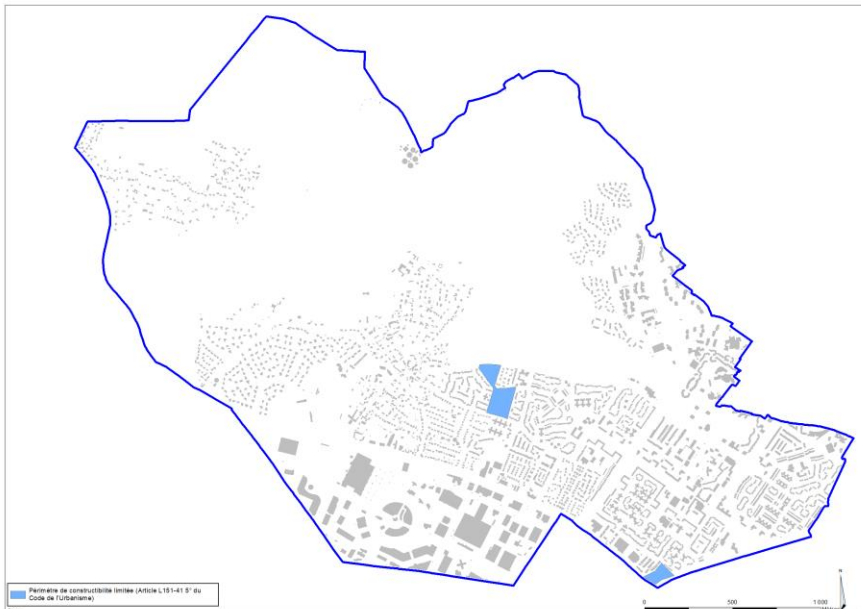 Périmètre de constructibilité limitée (Article L151-41 5° du
Code de l'Urbanisme)
N
0 500 1 000